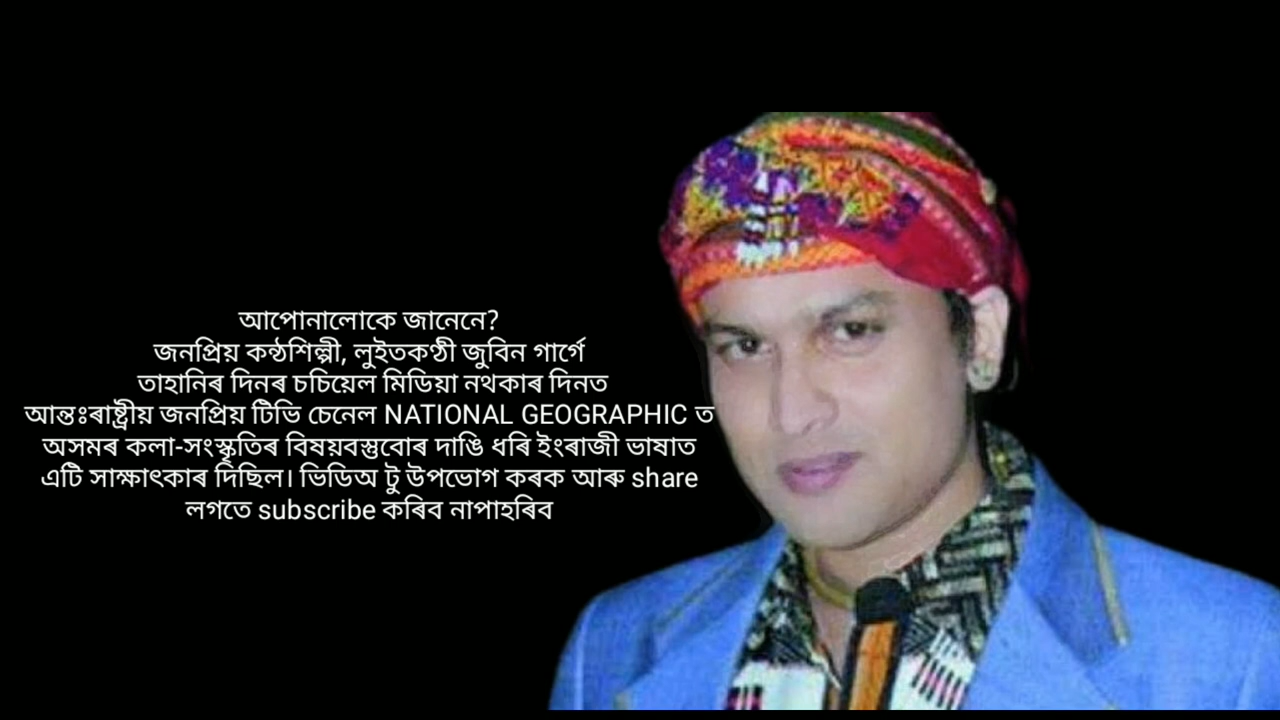 আপোনালোকে জানেনে?
জনপ্ৰিয় কন্ঠশিল্পী, লুইতকণ্ঠী জুবিন গাৰ্গে
তাহানিৰ দিনৰ চচিয়েল মিডিয়া নথকাৰ দিনত
আন্তঃৰাষ্ট্ৰীয় জনপ্ৰিয় টিভি চেনেল NATIONAL GEOGRAPHIC ত
অসমৰ কলা-সংস্কৃতিৰ বিষয়বস্তুবোৰ দাঙি ধৰি ইংৰাজী ভাষাত
এটি সাক্ষাৎকাৰ দিছিল। ভিডিঅ টু উপভোগ কৰক আৰু share
লগতে subscribe কৰিব নাপাহৰিব